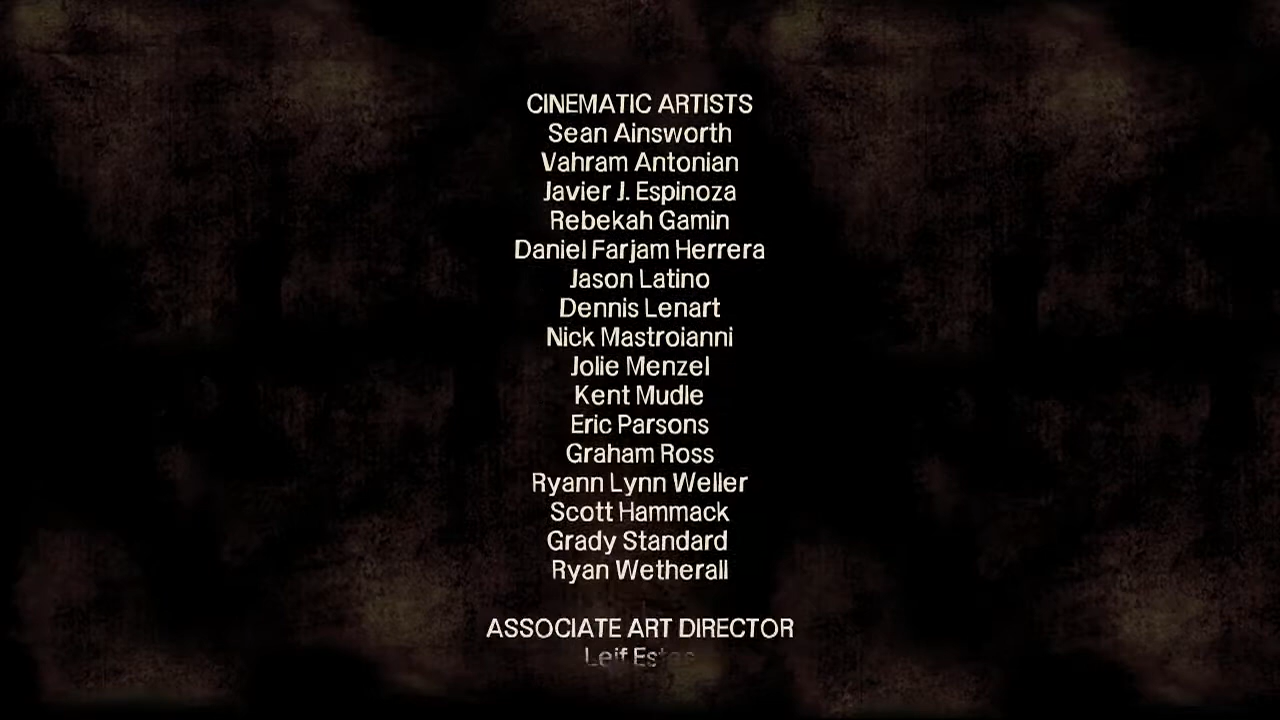 CINEMATIC ARTISTS
Sean Ainsworth
Vahram Antonian
Javier J. Espinoza
Rebekah Gamin
Daniel Farjam Herrera
Jason Latino
Dennis Lenart
Nick Mastroianni
Jolie Menzel
Kent Mudle
Eric Parsons
Graham Ross
Ryann Lynn Weller
Scott Hammack
Grady Standard
Ryan Wetherall
ASSOCIATE ART DIRECTOR
Leif